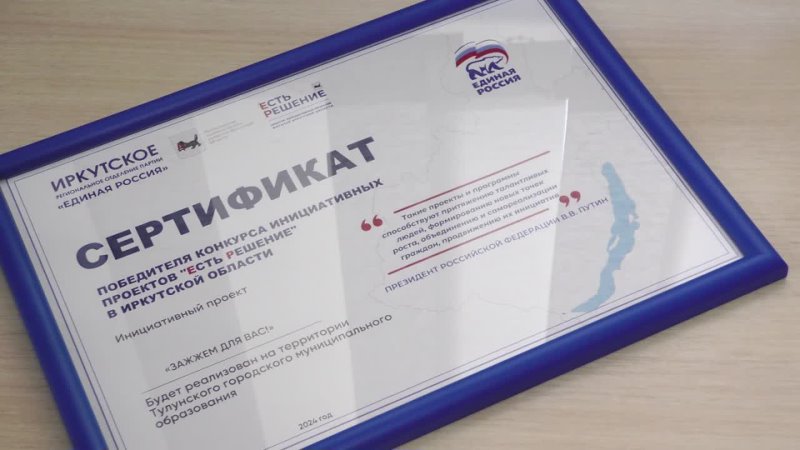 ИРКУТСКОЕ
РЕГИОНАЛЬНОЕ ОТДЕЛЕНИЕ ПАРТИИ
«ЕДИНАЯ РОССИЯ»
ЕСТЬ
РЕШЕНИЕ
ЕДИНАЯ
РОССИЯ
СЕРТИФИКАТ
ПОБЕДИТЕЛЯ КОНКУРСА ИНИЦИАТИВНЫХ
ПРОЕКТОВ "ЕСТЬ РЕШЕНИЕ"
В ИРКУТСКОЙ ОБЛАСТИ
Инициативный проект
«ЗАЖЖЕМ ДЛЯ ВАС!»
Будет реализован на территории
Тулунского городского муниципального
образования
2024 год
“ Такие проекты и программы
способствуют притяжению талантливых
людей, формированию новых точек
роста, объединению и самореализации
граждан, продвижению их инициатив ”
ПРЕЗИДЕНТ РОССИЙСКОЙ ФЕДЕРАЦИИ В.В. ПУТИН